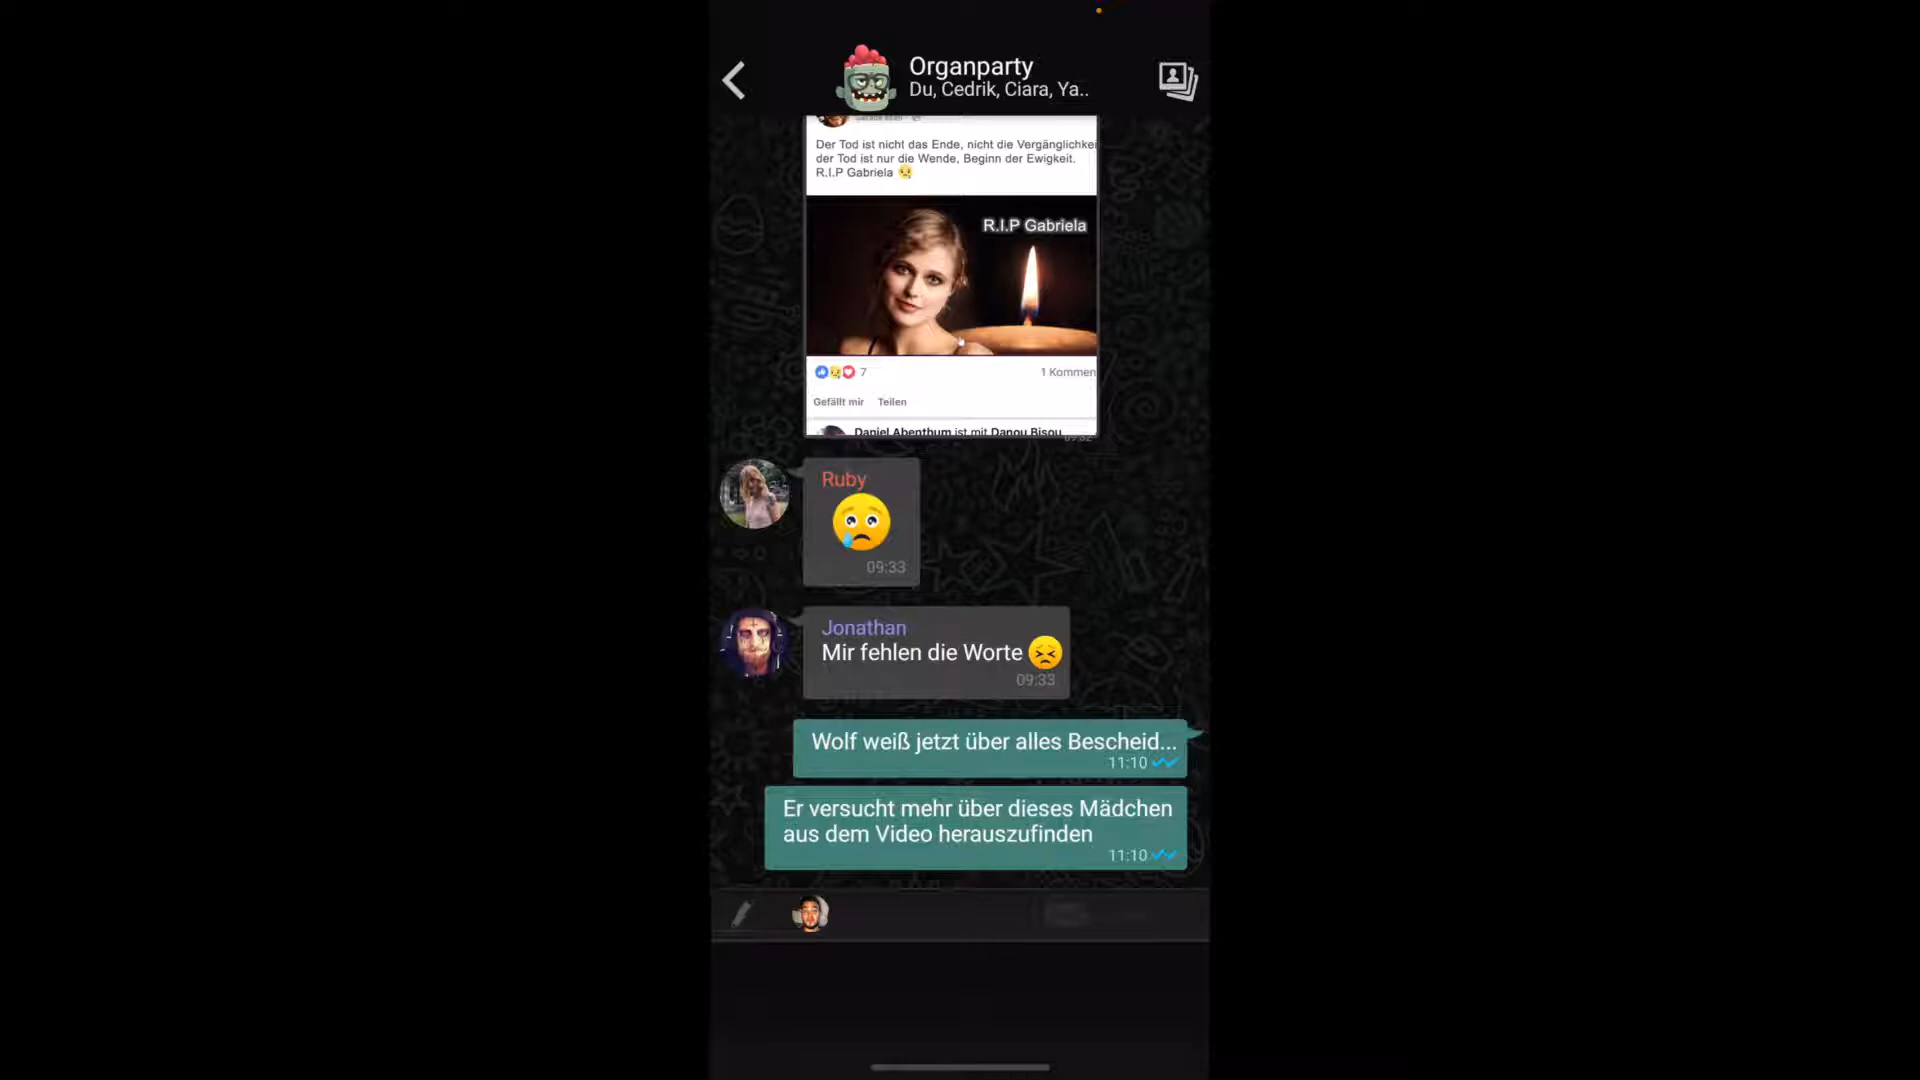 Organparty
Du, Cedrik, Ciara, Ya..
Der Tod ist nicht das Ende, nicht die Vergänglichkei
der Tod ist nur die Wende, Beginn der Ewigkeit.
R.I.P Gabriela
R.I.P Gabriela
7
1 Kommen
Gefällt mir Teilen
Daniel Abenthum ist mit Danou Bisou
09:32
Ruby
09:33
Jonathan
Mir fehlen die Worte
09:33
Wolf weiß jetzt über alles Bescheid...
11:10
Er versucht mehr über dieses Mädchen
aus dem Video herauszufinden
11:10